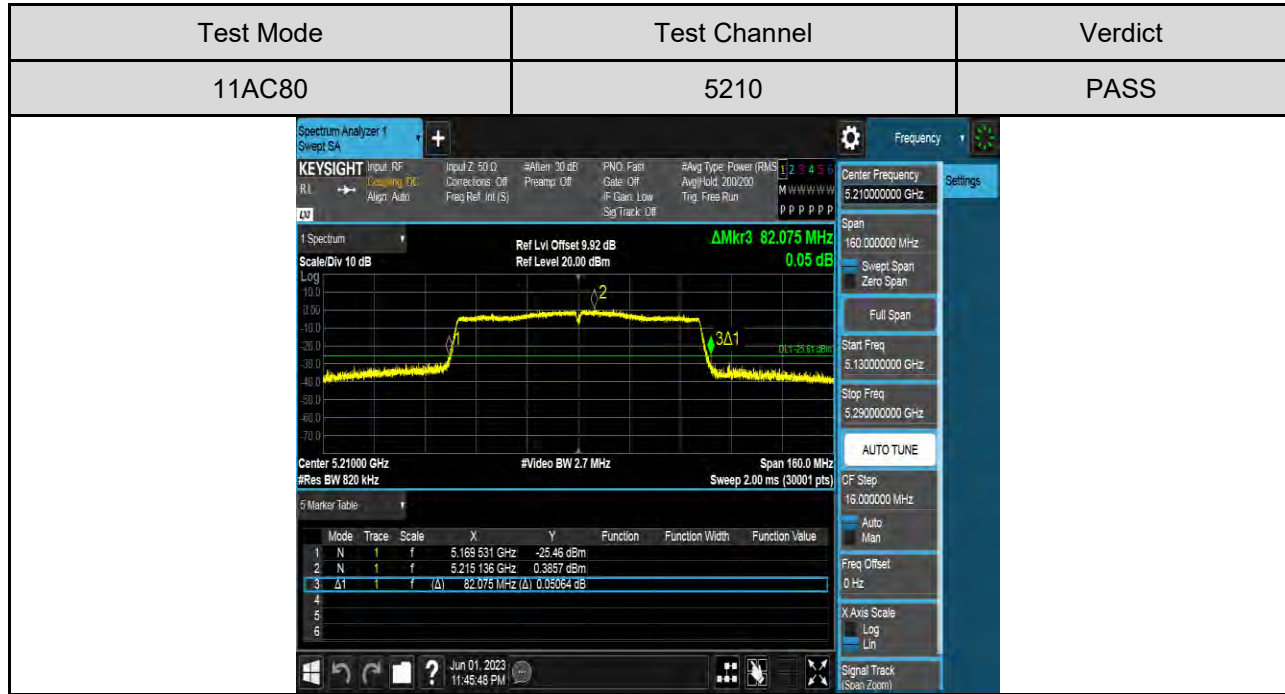 Test Mode Test Channel Verdict
11AC80 5210 PASS
Spectrum Analyzer 1
Swept SA
+
Frequency
KEYSIGHT Input: RF Input Z: 50 Ω #Atten: 30 dB PNO: Fast #Avg Type: Power (RMS 1 2 3 4 5 6
RL Coupling: DC Corrections: Off Preamp: Off Gate: Off Avg|Hold: 200/200 M W W W W W
Align: Auto Freq Ref: Int (S) IF Gain: Low Trig: Free Run
LXI Sig Track: Off P P P P P P
Center Frequency Settings
5.210000000 GHz
Span
160.000000 MHz
Swept Span
Zero Span
Full Span
Start Freq
5.130000000 GHz
Stop Freq
5.290000000 GHz
AUTO TUNE
CF Step
16.000000 MHz
Auto
Man
Freq Offset
0 Hz
X Axis Scale
Log
Lin
Signal Track
(Span Zoom)
1 Spectrum Ref Lvl Offset 9.92 dB ΔMkr3 82.075 MHz
Scale/Div 10 dB Ref Level 20.00 dBm 0.05 dB
Log
10.0
0.00
-10.0
-20.0
-30.0
-40.0
-50.0
-60.0
-70.0
1
2
3Δ1
DL1 -25.61 dBm
Center 5.21000 GHz #Video BW 2.7 MHz Span 160.0 MHz
#Res BW 820 kHz Sweep 2.00 ms (30001 pts)
5 Marker Table
Mode Trace Scale X Y Function Function Width Function Value
1 N 1 f 5.169 531 GHz -25.46 dBm
2 N 1 f 5.215 136 GHz 0.3857 dBm
3 Δ1 1 f (Δ) 82.075 MHz (Δ) 0.05064 dB
4
5
6
? Jun 01, 2023
11:45:48 PM